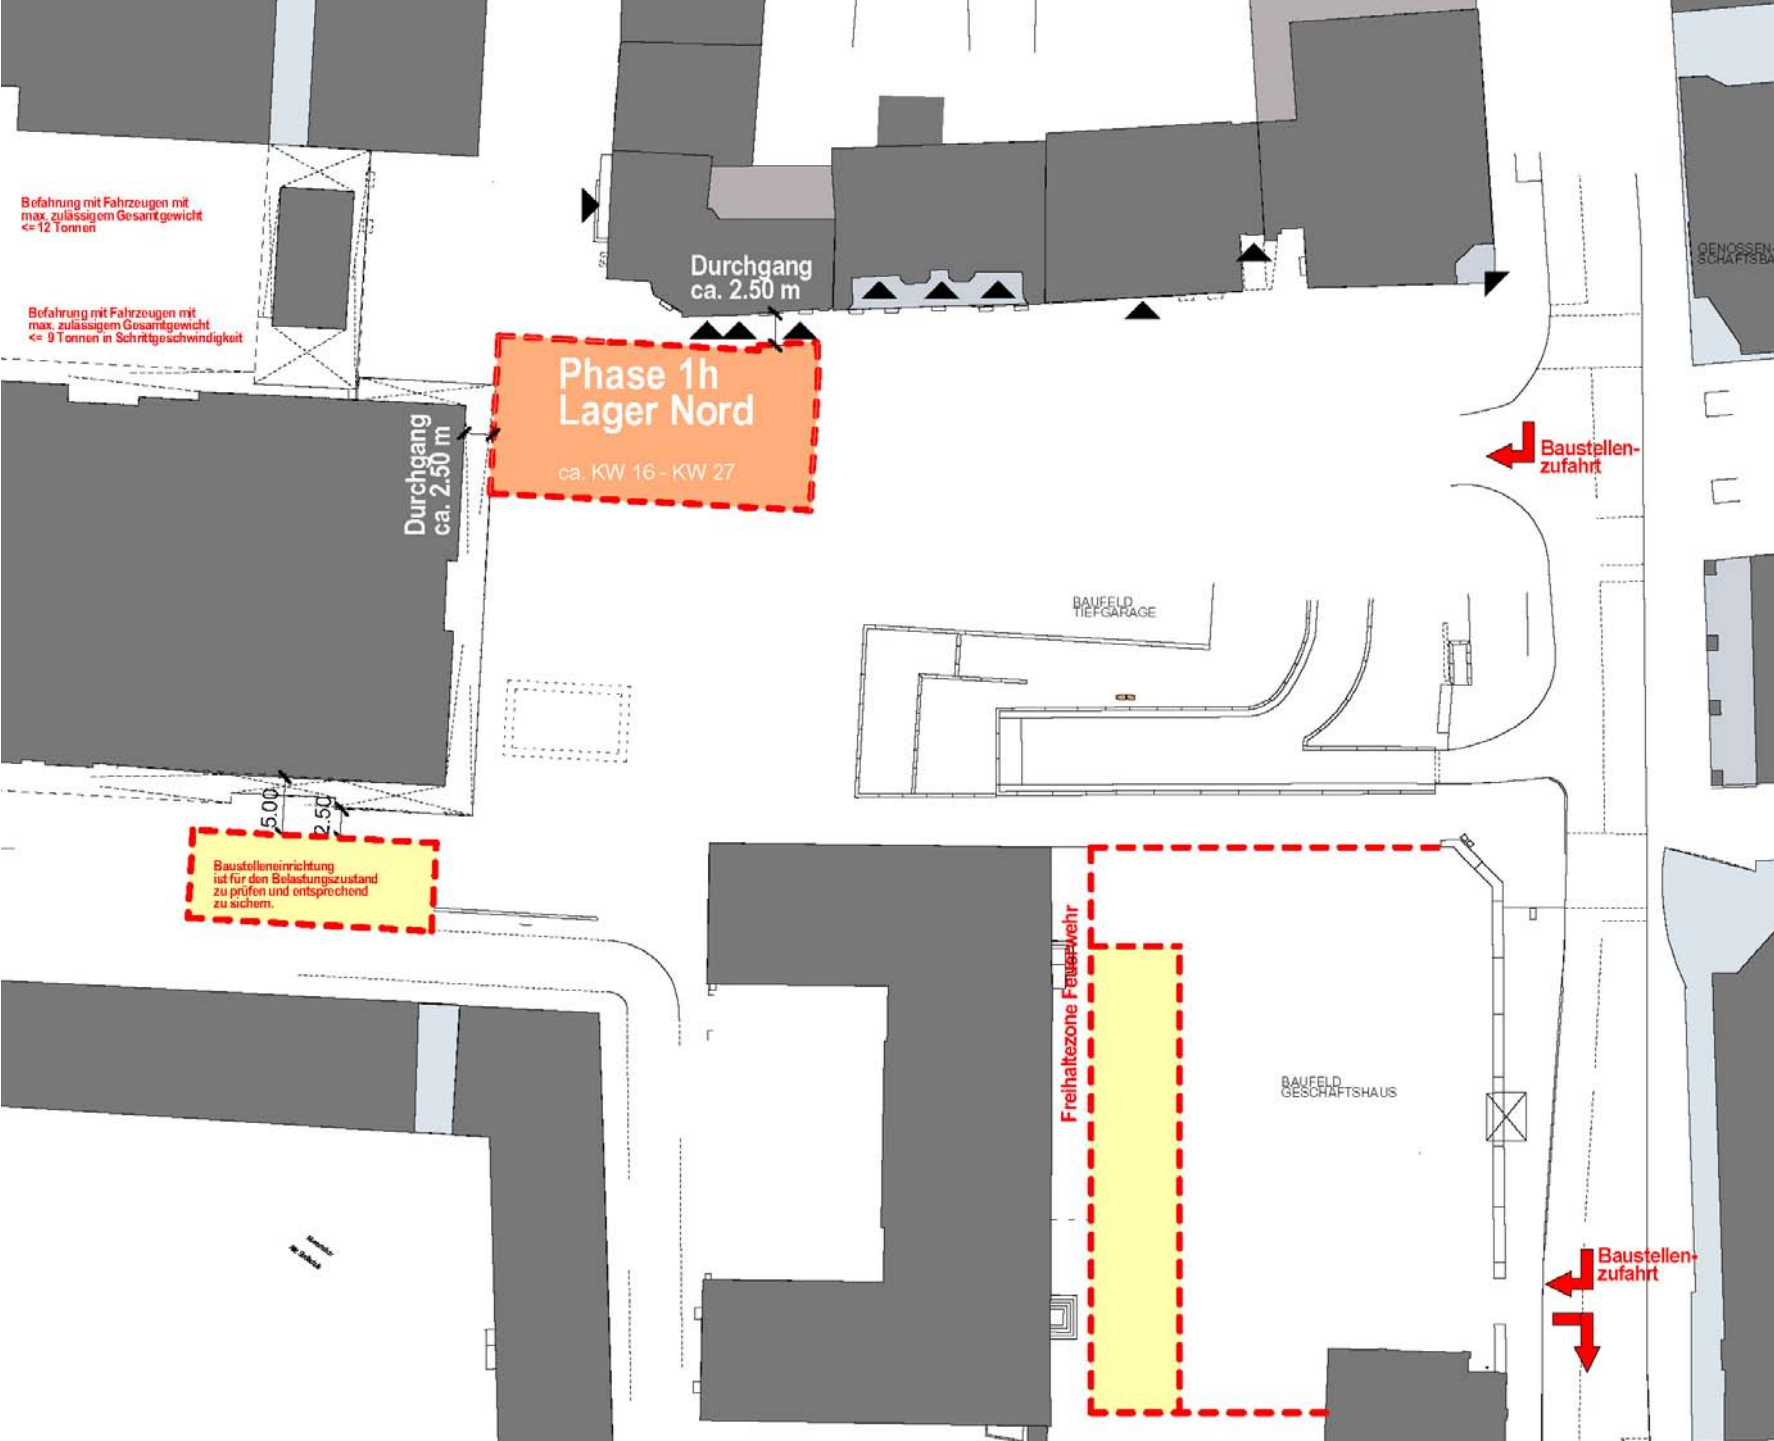 Befahrung mit Fahrzeugen mit
max. zulässigem Gesamtgewicht
<= 12 Tonnen
Befahrung mit Fahrzeugen mit
max. zulässigem Gesamtgewicht
<= 9 Tonnen in Schrittgeschwindigkeit
Durchgang
ca. 2.50 m
GENOSSEN-
SCHAFTSBA
Phase 1h
Lager Nord
ca. KW 16 - KW 27
Durchgang
ca. 2.50 m
Baustellen-
zufahrt
BAUFELD
TIEFGARAGE
5.00
2.50
Baustelleneinrichtung
ist für den Belastungszustand
zu prüfen und entsprechend
zu sichern.
Freihaltezone Feuerwehr
BAUFELD
GESCHÄFTSHAUS
Baustellen-
zufahrt